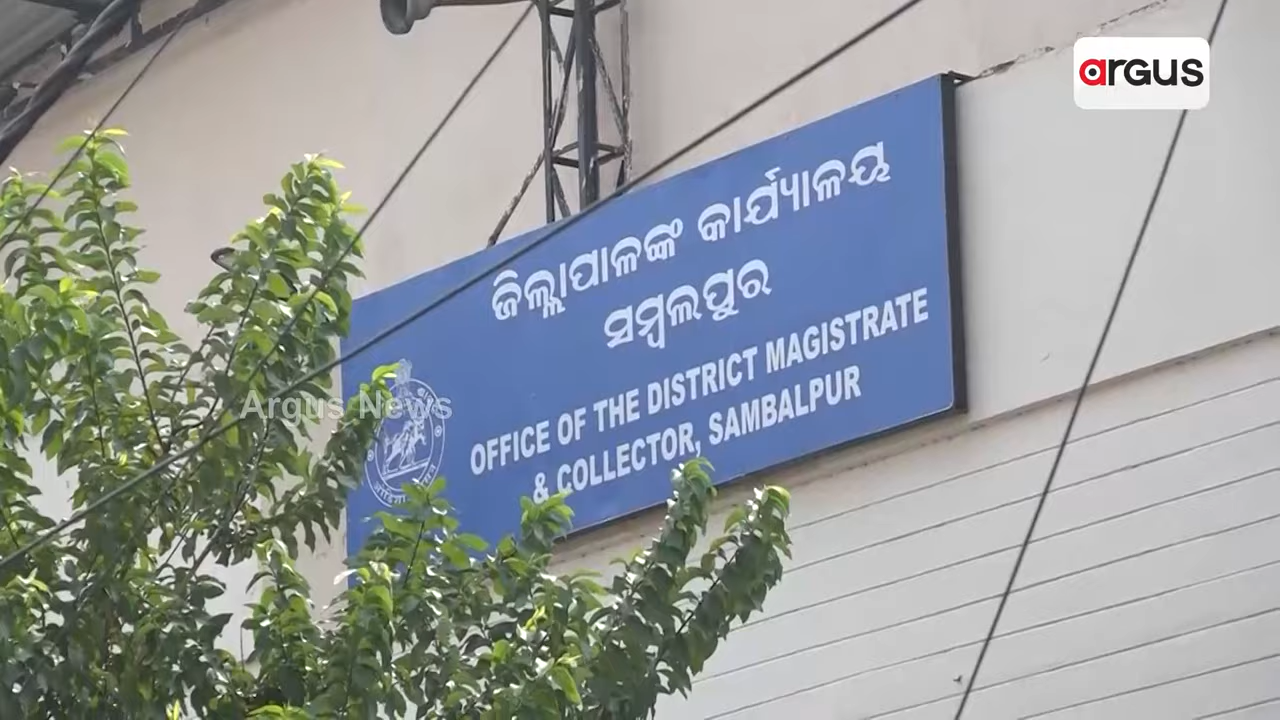 argus
ଜିଲ୍ଲାପାଳଙ୍କ କାର୍ଯ୍ୟାଳୟ
ସମ୍ବଲପୁର
OFFICE OF THE DISTRICT MAGISTRATE
& COLLECTOR, SAMBALPUR
Argus News